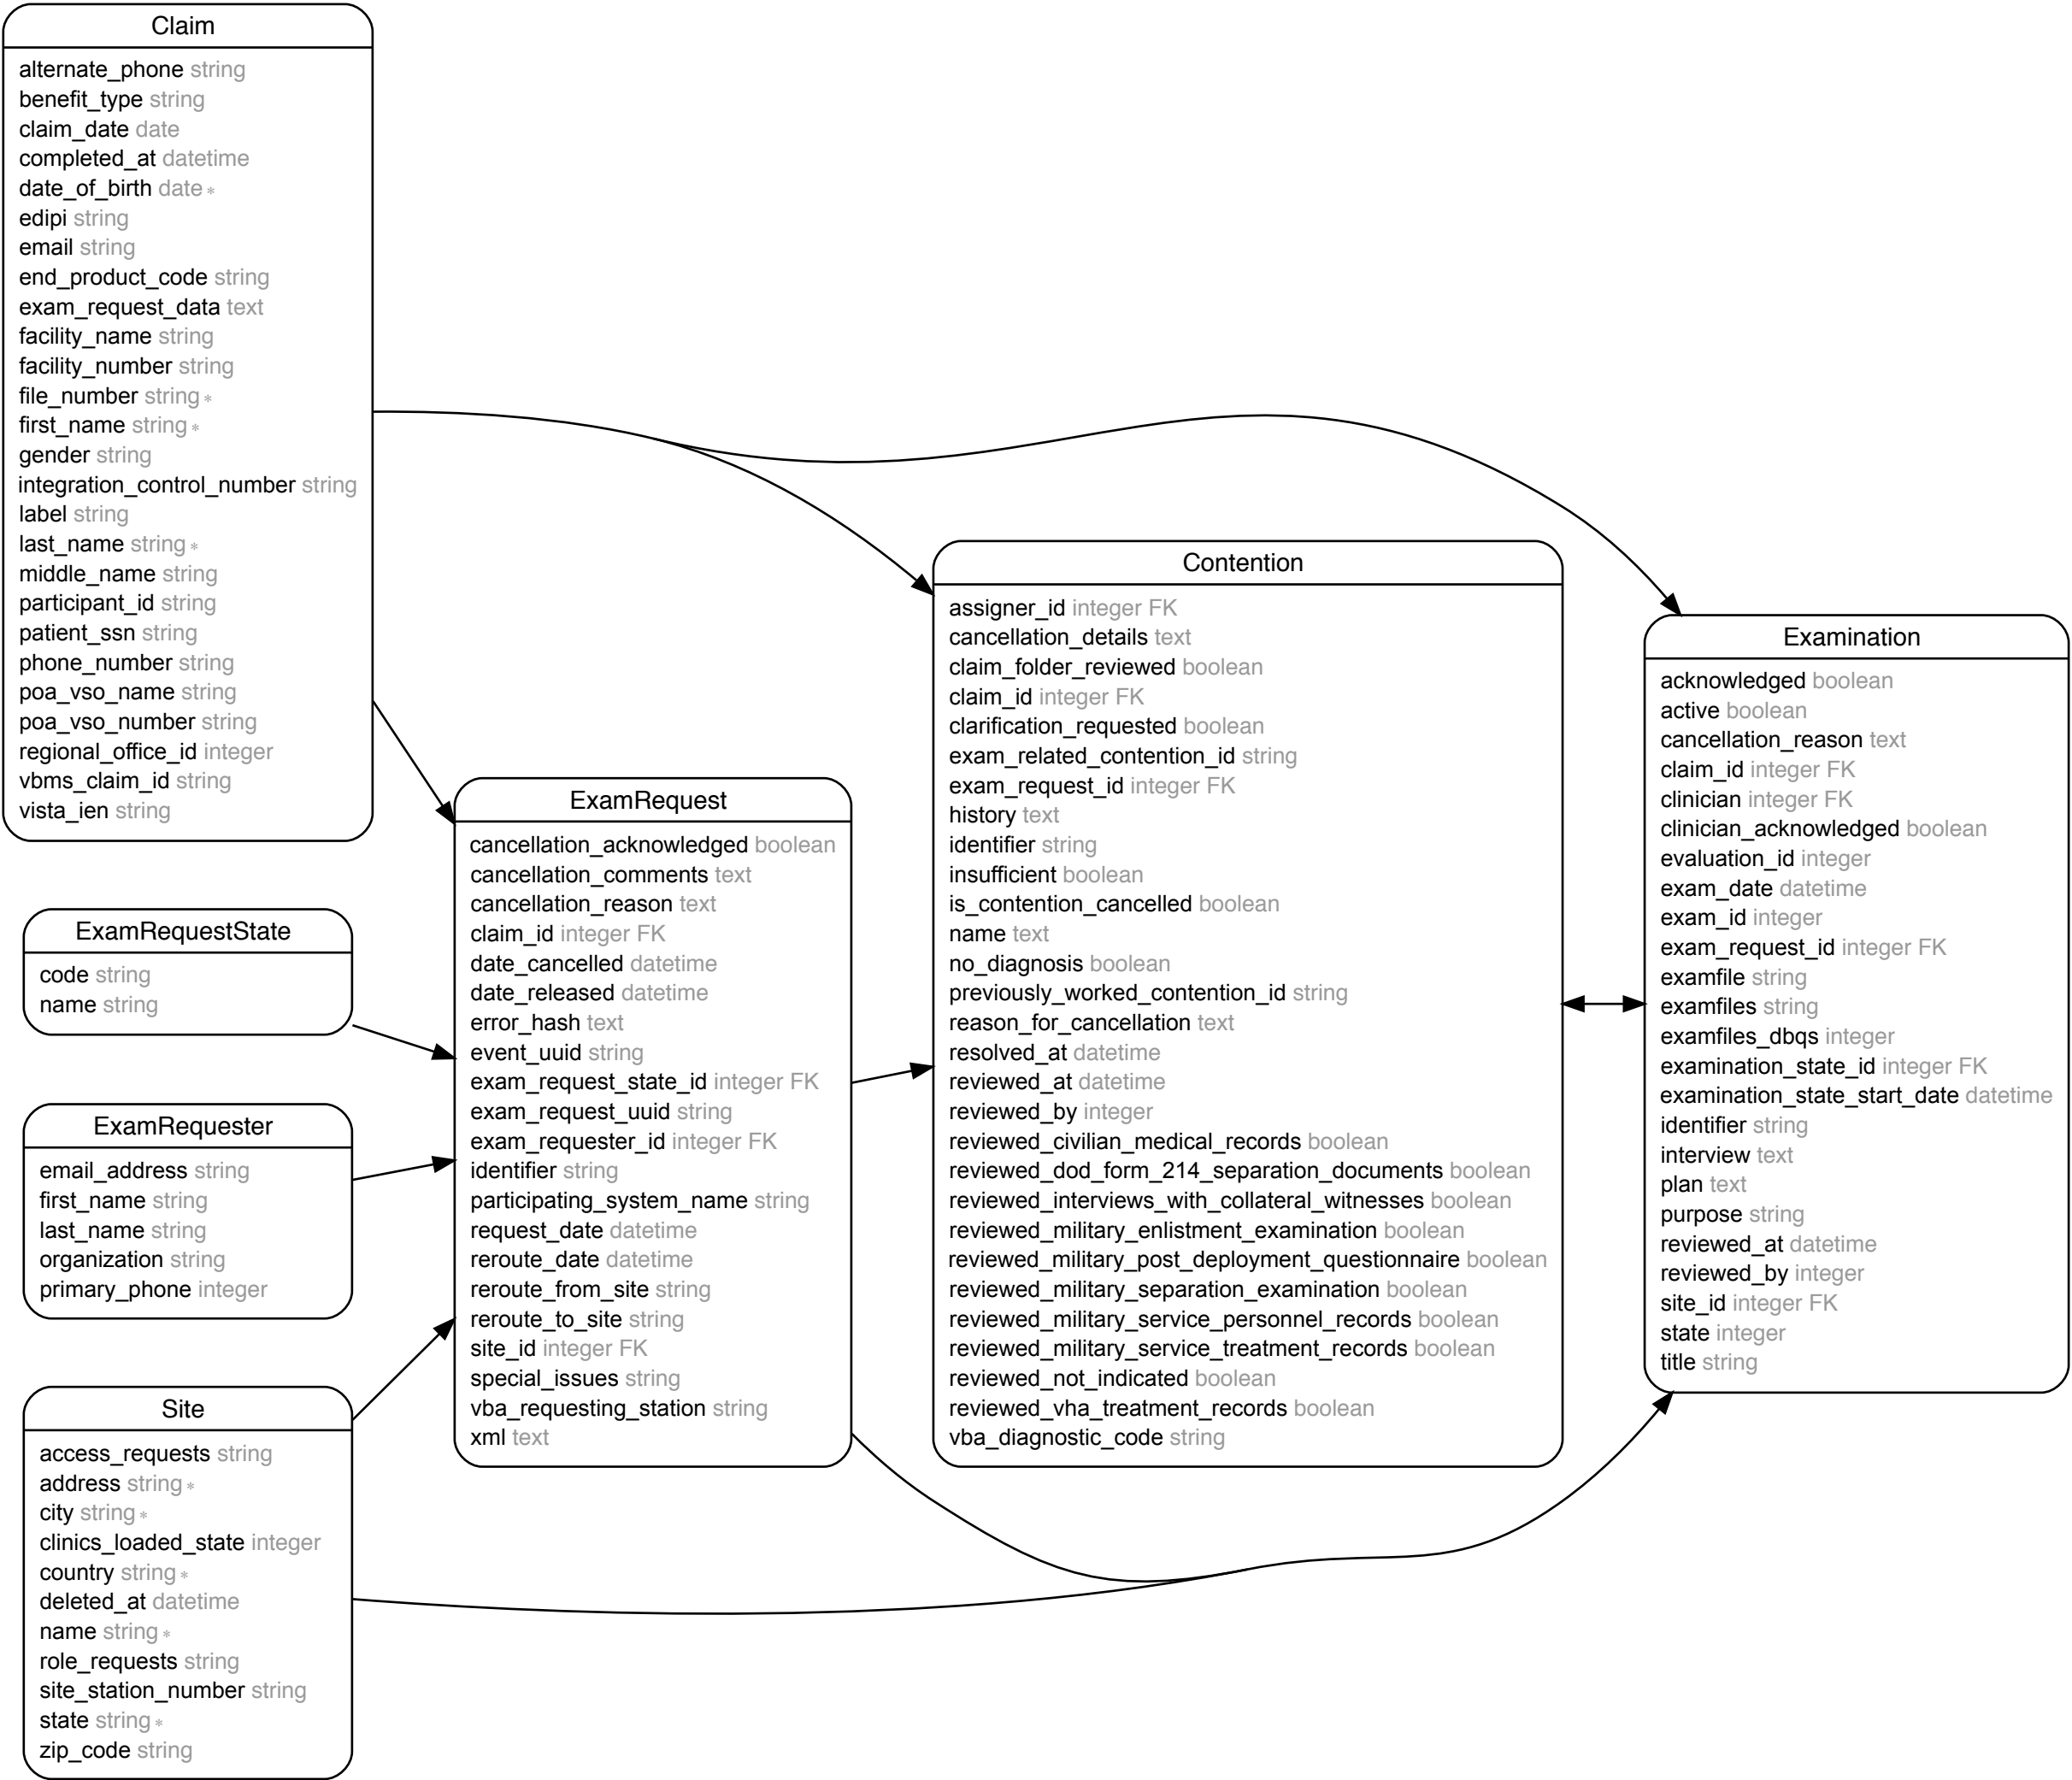 Claim
alternate_phone string
benefit_type string
claim_date date
completed_at datetime
date_of_birth date *
edipi string
email string
end_product_code string
exam_request_data text
facility_name string
facility_number string
file_number string *
first_name string *
gender string
integration_control_number string
label string
last_name string *
middle_name string
participant_id string
patient_ssn string
phone_number string
poa_vso_name string
poa_vso_number string
regional_office_id integer
vbms_claim_id string
vista_ien string
ExamRequestState
code string
name string
ExamRequester
email_address string
first_name string
last_name string
organization string
primary_phone integer
Site
access_requests string
address string *
city string *
clinics_loaded_state integer
country string *
deleted_at datetime
name string *
role_requests string
site_station_number string
state string *
zip_code string
ExamRequest
cancellation_acknowledged boolean
cancellation_comments text
cancellation_reason text
claim_id integer FK
date_cancelled datetime
date_released datetime
error_hash text
event_uuid string
exam_request_state_id integer FK
exam_request_uuid string
exam_requester_id integer FK
identifier string
participating_system_name string
request_date datetime
reroute_date datetime
reroute_from_site string
reroute_to_site string
site_id integer FK
special_issues string
vba_requesting_station string
xml text
Contention
assigner_id integer FK
cancellation_details text
claim_folder_reviewed boolean
claim_id integer FK
clarification_requested boolean
exam_related_contention_id string
exam_request_id integer FK
history text
identifier string
insufficient boolean
is_contention_cancelled boolean
name text
no_diagnosis boolean
previously_worked_contention_id string
reason_for_cancellation text
resolved_at datetime
reviewed_at datetime
reviewed_by integer
reviewed_civilian_medical_records boolean
reviewed_dod_form_214_separation_documents boolean
reviewed_interviews_with_collateral_witnesses boolean
reviewed_military_enlistment_examination boolean
reviewed_military_post_deployment_questionnaire boolean
reviewed_military_separation_examination boolean
reviewed_military_service_personnel_records boolean
reviewed_military_service_treatment_records boolean
reviewed_not_indicated boolean
reviewed_vha_treatment_records boolean
vba_diagnostic_code string
Examination
acknowledged boolean
active boolean
cancellation_reason text
claim_id integer FK
clinician integer FK
clinician_acknowledged boolean
evaluation_id integer
exam_date datetime
exam_id integer
exam_request_id integer FK
examfile string
examfiles string
examfiles_dbqs integer
examination_state_id integer FK
examination_state_start_date datetime
identifier string
interview text
plan text
purpose string
reviewed_at datetime
reviewed_by integer
site_id integer FK
state integer
title string